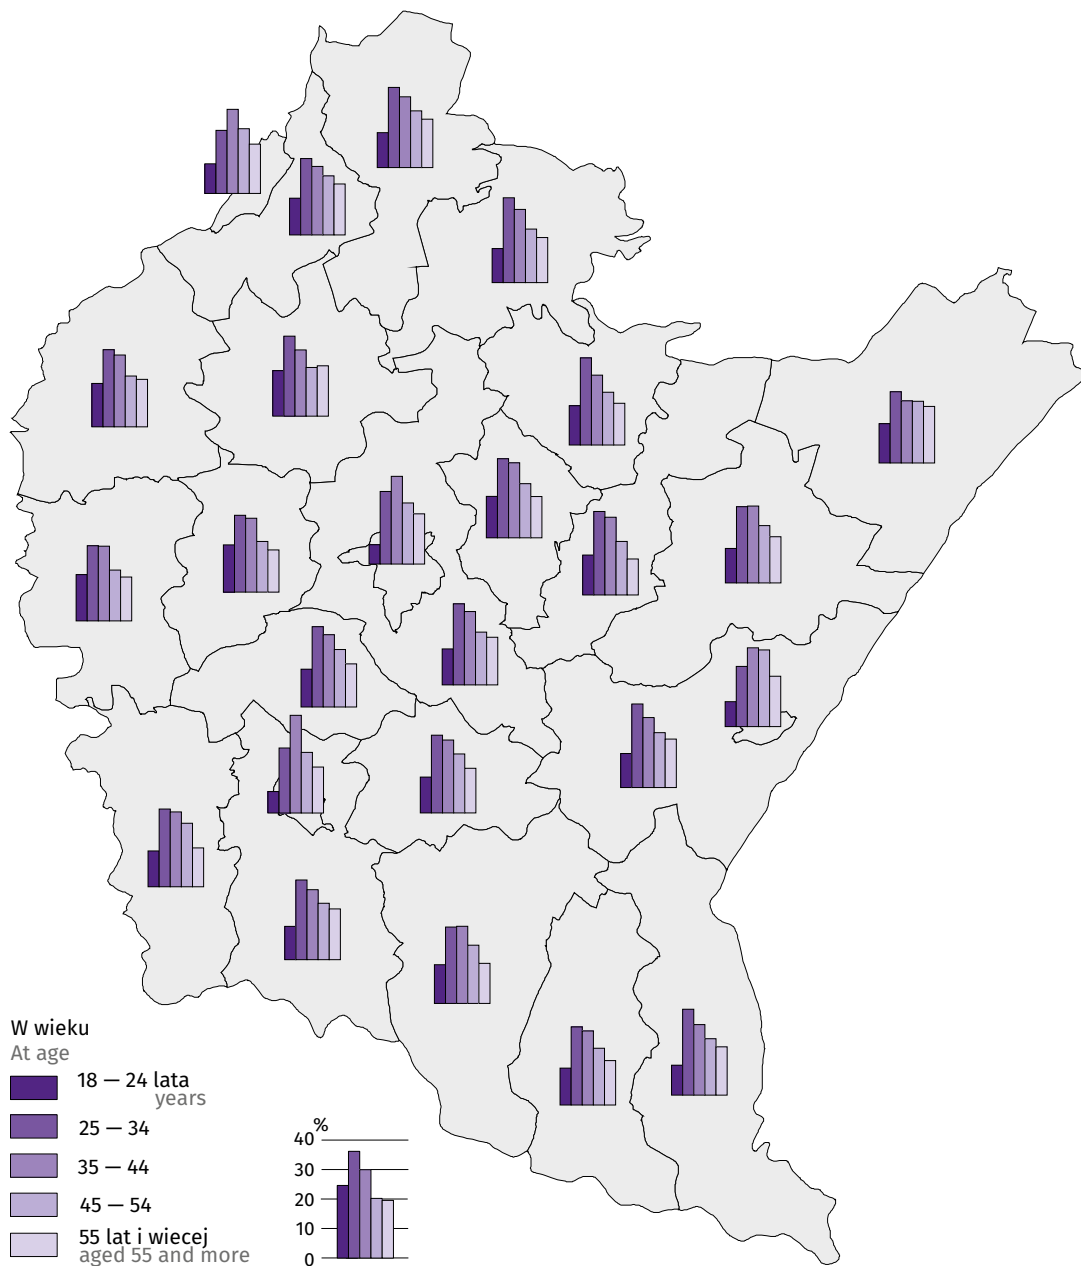 W wieku
At age
18 — 24 lata
years
25 — 34
35 — 44
45 — 54
55 lat i wiecej
aged 55 and more
%
40
30
20
10
0